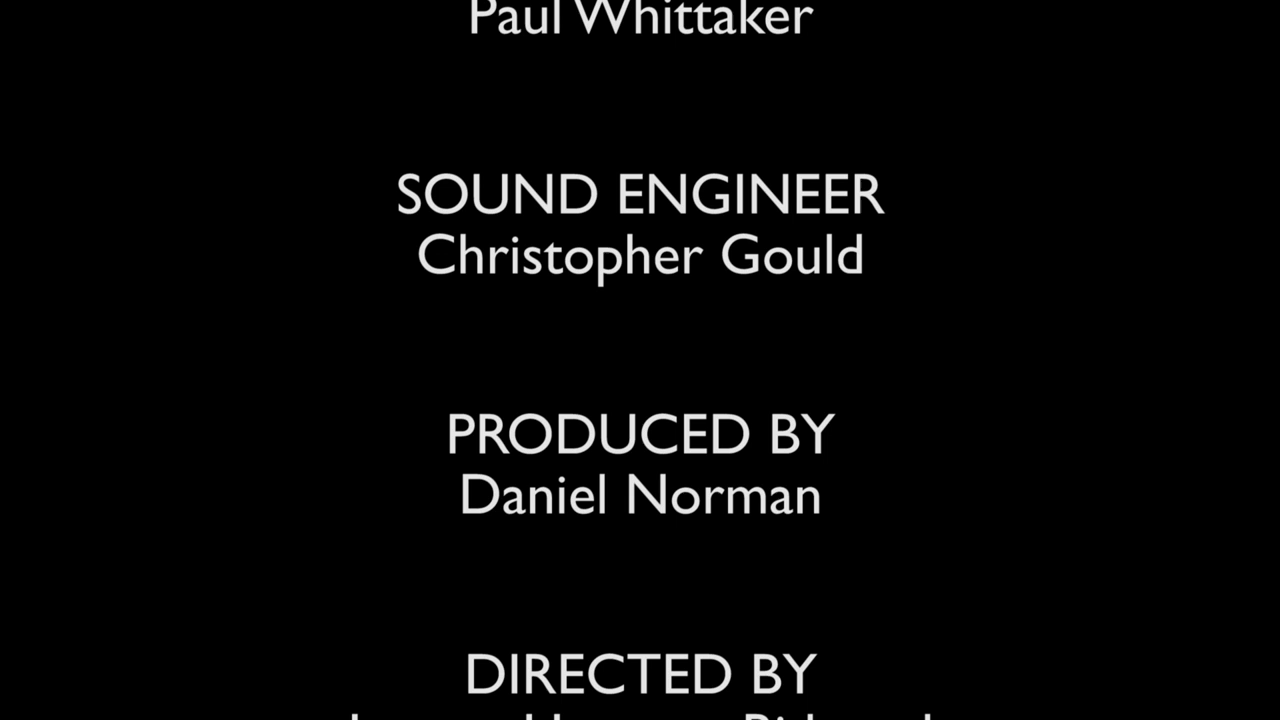 Paul Whittaker
SOUND ENGINEER
Christopher Gould
PRODUCED BY
Daniel Norman
DIRECTED BY